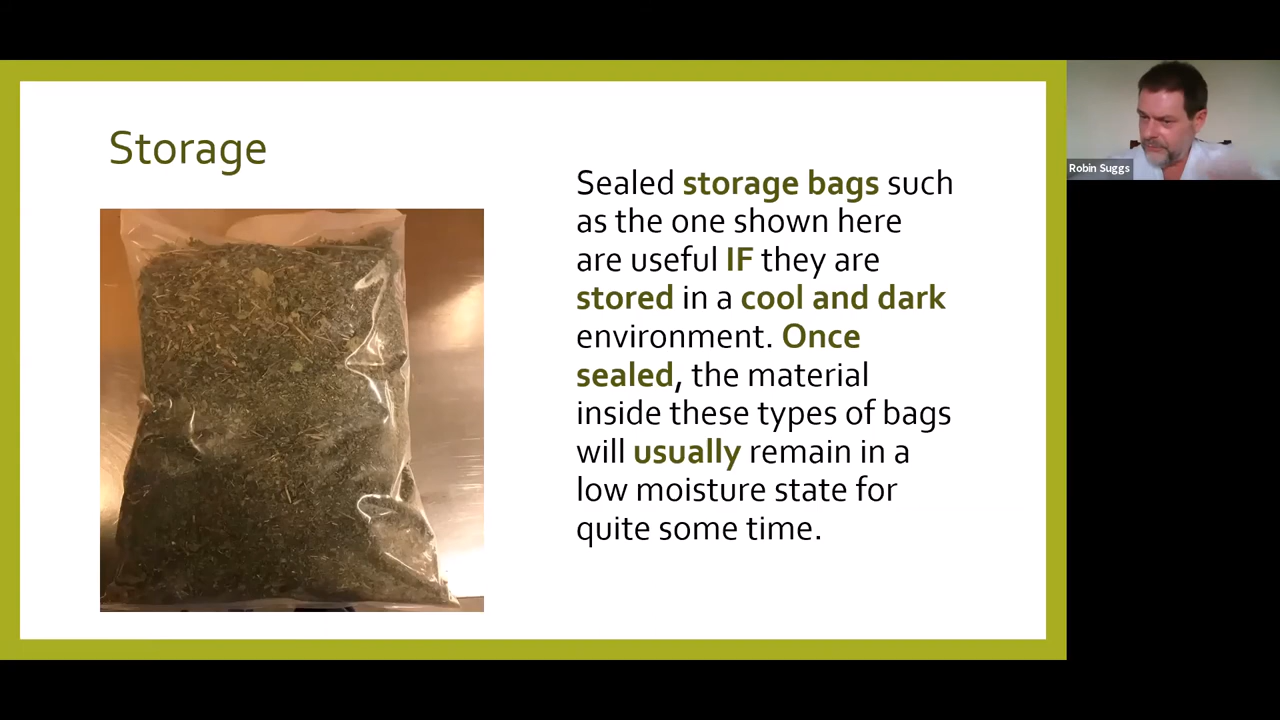 Storage
Sealed storage bags such
as the one shown here
are useful IF they are
stored in a cool and dark
environment. Once
sealed, the material
inside these types of bags
will usually remain in a
low moisture state for
quite some time.
Robin Suggs